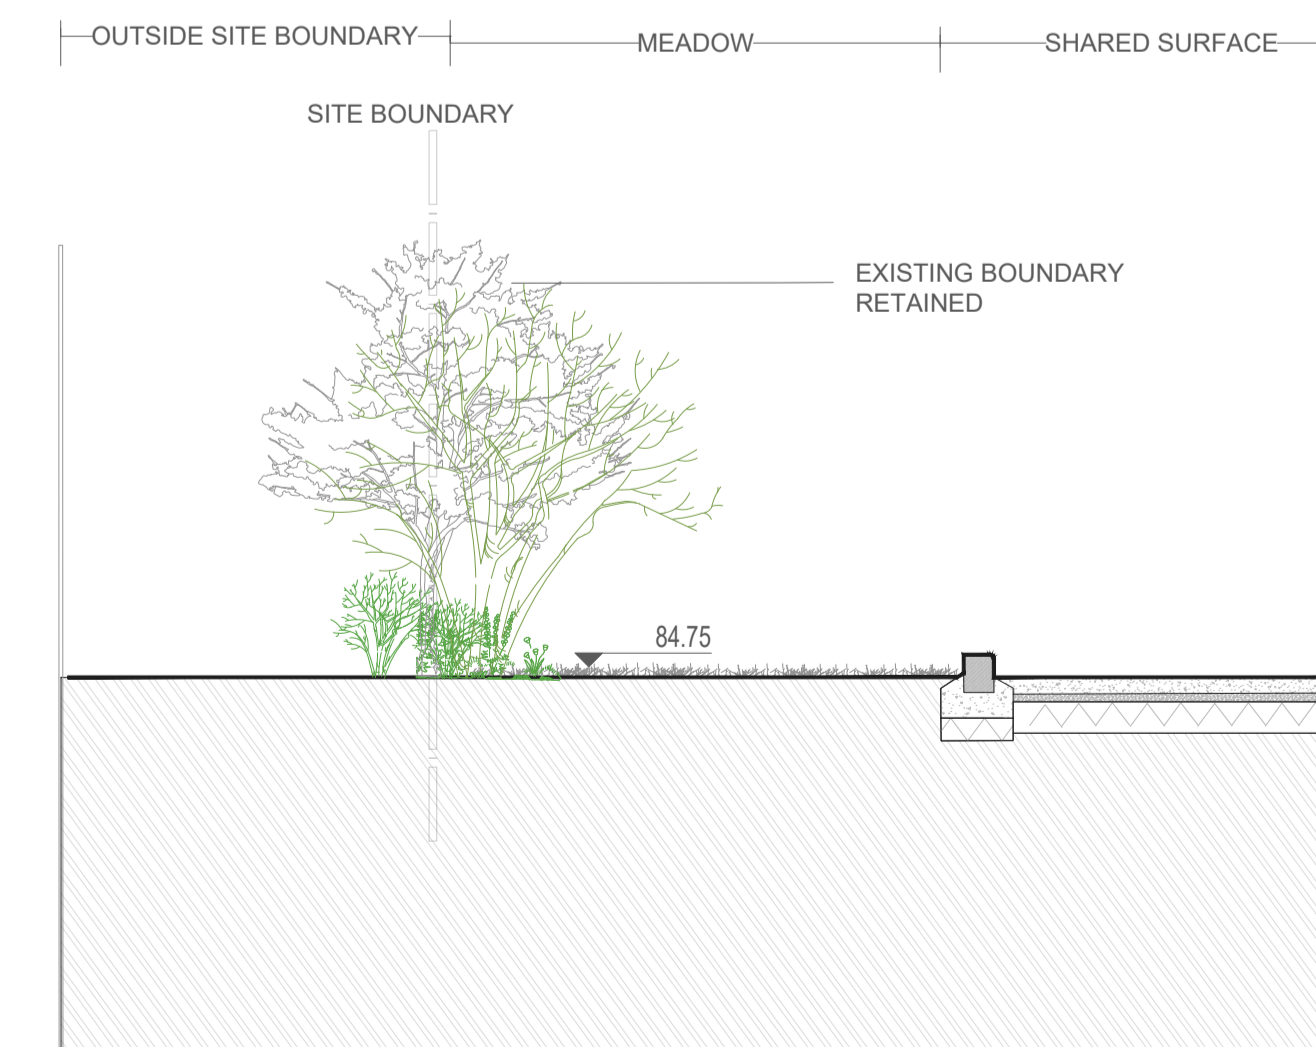 OUTSIDE SITE BOUNDARY
MEADOW
SHARED SURFACE
SITE BOUNDARY
EXISTING BOUNDARY
RETAINED
84.75